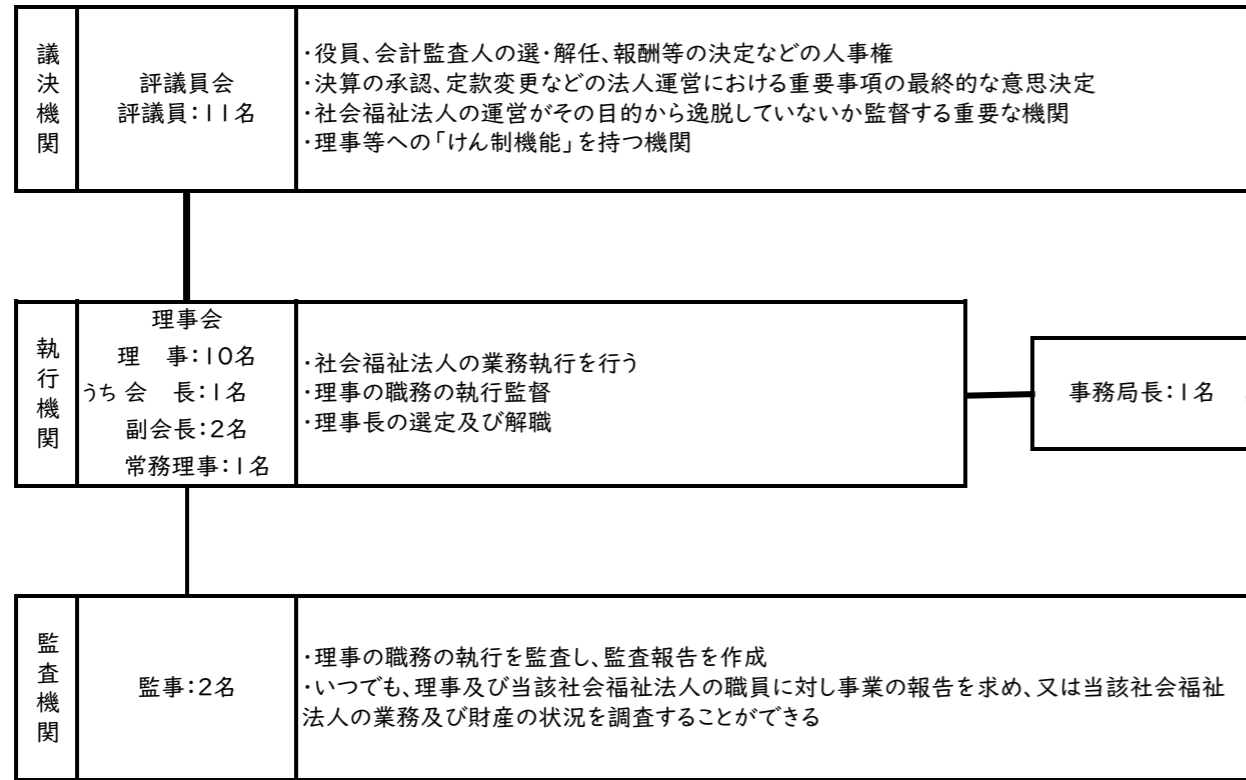 議決機関
評議員会
評議員:11名
・役員、会計監査人の選・解任、報酬等の決定などの人事権
・決算の承認、定款変更などの法人運営における重要事項の最終的な意思決定
・社会福祉法人の運営がその目的から逸脱していないか監督する重要な機関
・理事等への「けん制機能」を持つ機関
執行機関
理事会
理　事:10名
うち 会　長:1名
副会長:2名
常務理事:1名
・社会福祉法人の業務執行を行う
・理事の職務の執行監督
・理事長の選定及び解職
事務局長:1名
監査機関
監事:2名
・理事の職務の執行を監査し、監査報告を作成
・いつでも、理事及び当該社会福祉法人の職員に対し事業の報告を求め、又は当該社会福祉
法人の業務及び財産の状況を調査することができる